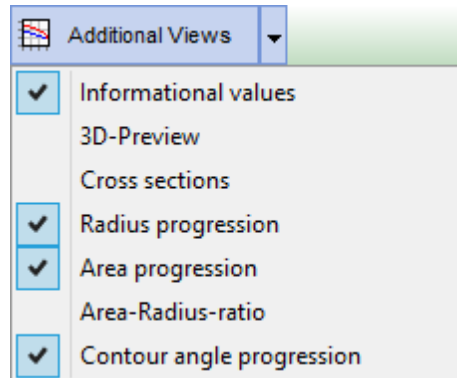 Additional Views
Informational values
3D-Preview
Cross sections
Radius progression
Area progression
Area-Radius-ratio
Contour angle progression